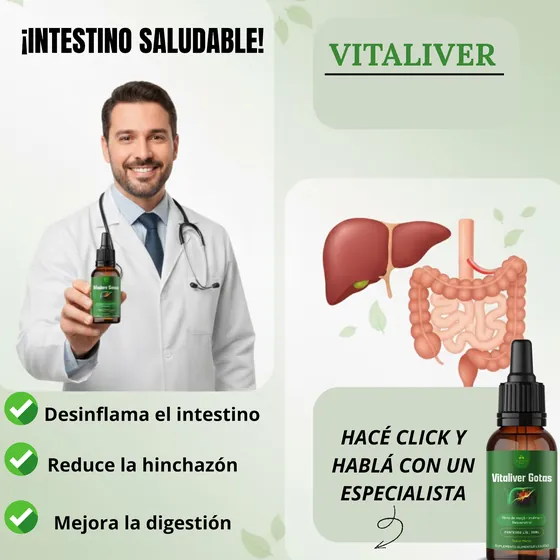 ¡INTESTINO SALUDABLE!
VITALIVER
Vitalivre Gotas
Desinflama el intestino
Reduce la hinchazón
Mejora la digestión
HACÉ CLICK Y
HABLÁ CON UN
ESPECIALISTA
Vitaliver Gotas